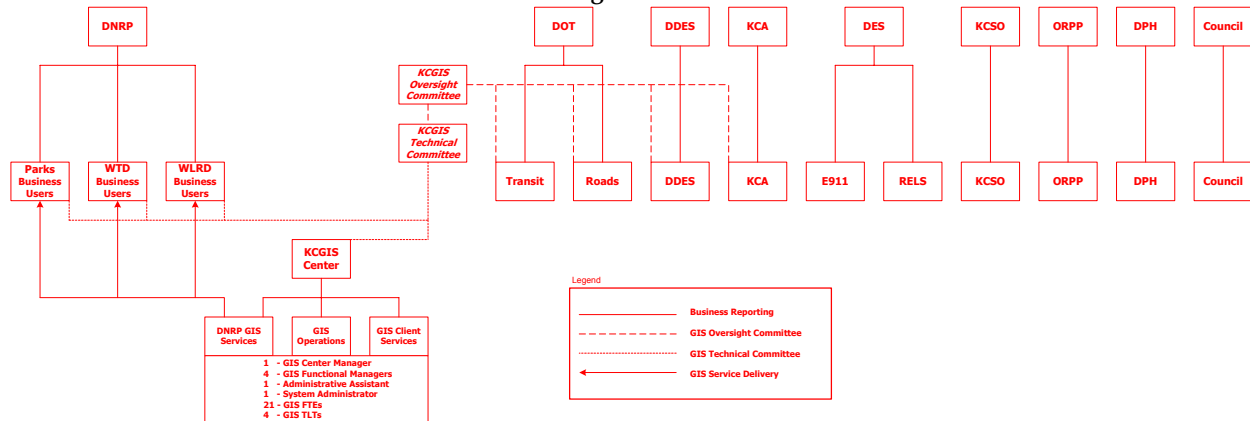 DNRP
DOT
DDES
KCA
DES
KCSO
ORPP
DPH
Council
KCGIS
Oversight
Committee
KCGIS
Technical
Committee
Parks
Business
Users
WTD
Business
Users
WLRD
Business
Users
Transit
Roads
DDES
KCA
E911
RELS
KCSO
ORPP
DPH
Council
KCGIS
Center
DNRP GIS
Services
GIS
Operations
GIS Client
Services
1 - GIS Center Manager
4 - GIS Functional Managers
1 - Administrative Assistant
1 - System Administrator
21 - GIS FTEs
4 - GIS TLTs
Legend
Business Reporting
GIS Oversight Committee
GIS Technical Committee
GIS Service Delivery